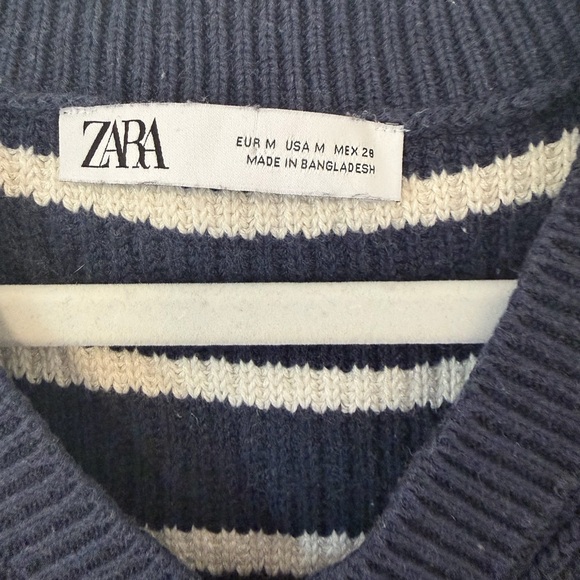 ZARA
EUR M USA M MEX 28
MADE IN BANGLADESH